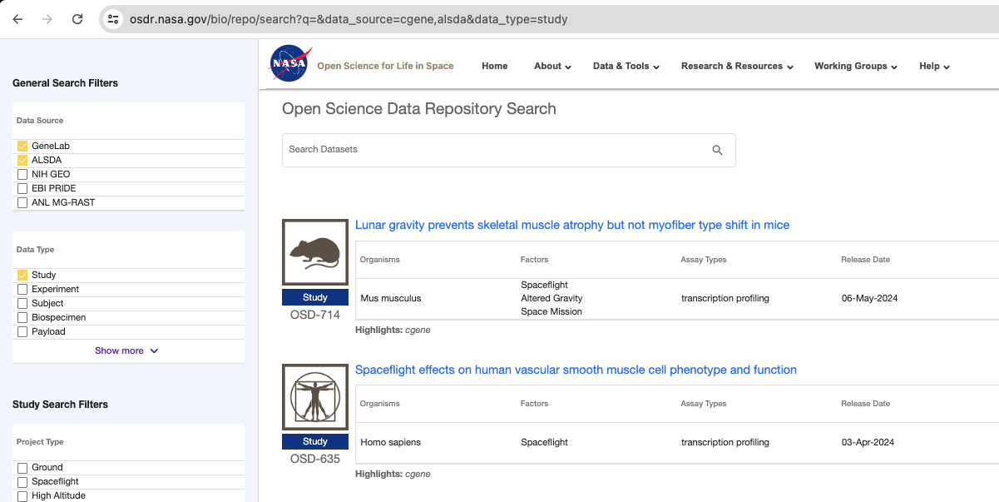 osdr.nasa.gov/bio/repo/search?q=&data_source=cgene,alsda&data_type=study
General Search Filters
Data Source
GeneLab
ALSDA
NIH GEO
EBI PRIDE
ANL MG-RAST
Data Type
Study
Experiment
Subject
Biospecimen
Payload
Show more
Study Search Filters
Project Type
Ground
Spaceflight
High Altitude
NASA
Open Science for Life in Space
Home
About
Data & Tools
Research & Resources
Working Groups
Help
Open Science Data Repository Search
Search Datasets
Lunar gravity prevents skeletal muscle atrophy but not myofiber type shift in mice
Study
OSD-714
Organisms Factors Assay Types Release Date
Mus musculus Spaceflight transcription profiling 06-May-2024
Altered Gravity
Space Mission
Highlights: cgene
Spaceflight effects on human vascular smooth muscle cell phenotype and function
Study
OSD-635
Organisms Factors Assay Types Release Date
Homo sapiens Spaceflight transcription profiling 03-Apr-2024
Highlights: cgene